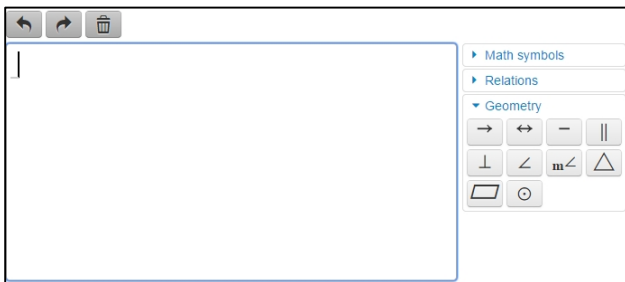 Math symbols
Relations
Geometry
→ ↔ − ∥
⊥ ∠ m∠ △
▱ ⊙